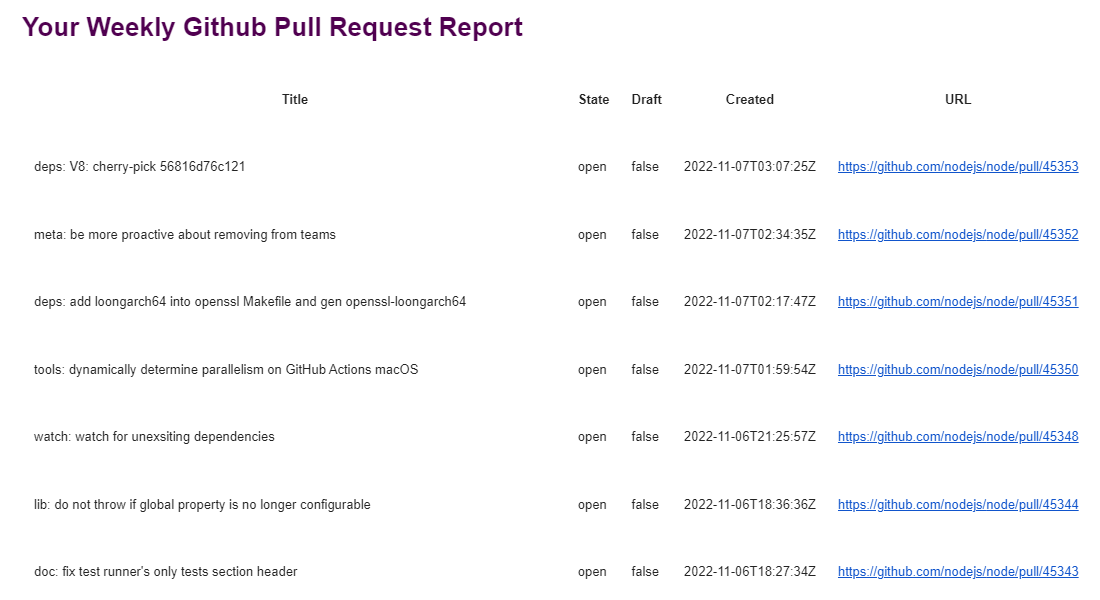 Your Weekly Github Pull Request Report
Title State Draft Created URL
deps: V8: cherry-pick 56816d76c121 open false 2022-11-07T03:07:25Z https://github.com/nodejs/node/pull/45353
meta: be more proactive about removing from teams open false 2022-11-07T02:34:35Z https://github.com/nodejs/node/pull/45352
deps: add loongarch64 into openssl Makefile and gen openssl-loongarch64 open false 2022-11-07T02:17:47Z https://github.com/nodejs/node/pull/45351
tools: dynamically determine parallelism on GitHub Actions macOS open false 2022-11-07T01:59:54Z https://github.com/nodejs/node/pull/45350
watch: watch for unexsiting dependencies open false 2022-11-06T21:25:57Z https://github.com/nodejs/node/pull/45348
lib: do not throw if global property is no longer configurable open false 2022-11-06T18:36:36Z https://github.com/nodejs/node/pull/45344
doc: fix test runner's only tests section header open false 2022-11-06T18:27:34Z https://github.com/nodejs/node/pull/45343